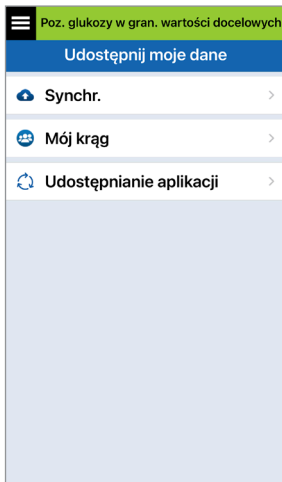 Poz. glukozy w gran. wartości docelowych
Udostępnij moje dane
Synchr.
Mój krąg
Udostępnianie aplikacji